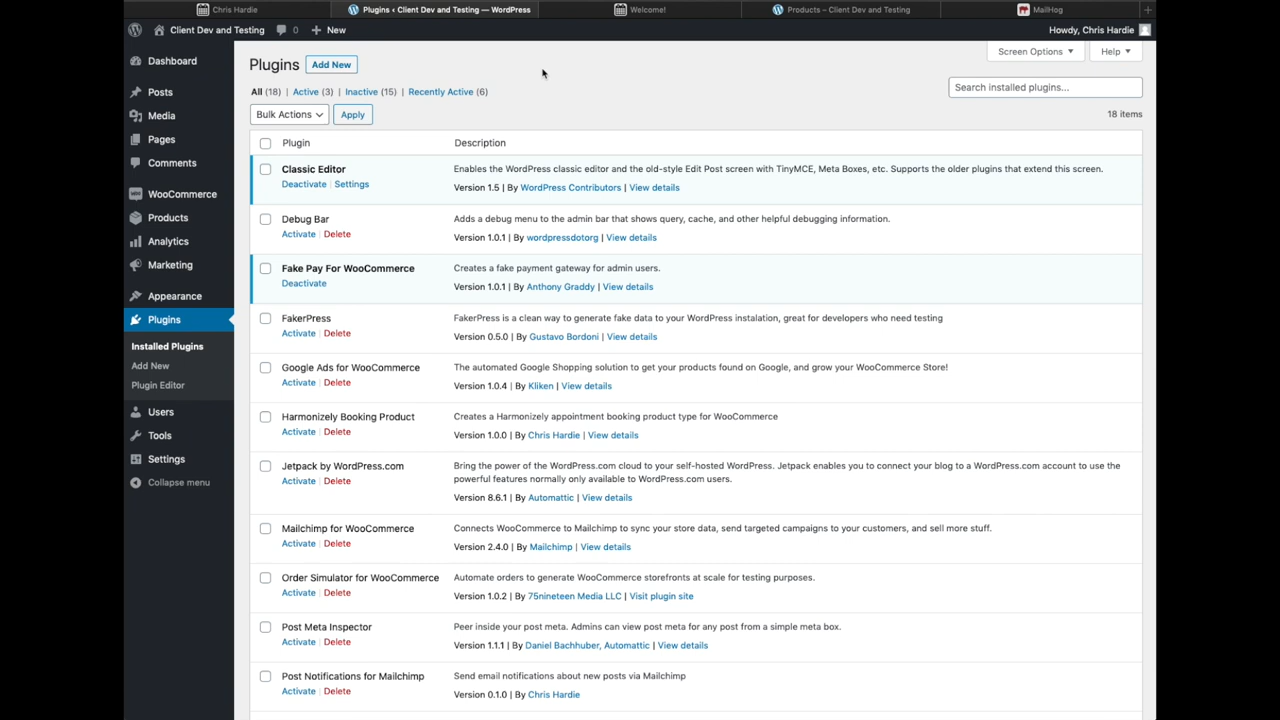 Chris Hardie
Plugins ‹ Client Dev and Testing — WordPress
Welcome!
Products – Client Dev and Testing
MailHog
Client Dev and Testing
0
New
Howdy, Chris Hardie
Screen Options
Help
Dashboard
Posts
Media
Pages
Comments
WooCommerce
Products
Analytics
Marketing
Appearance
Plugins
Installed Plugins
Add New
Plugin Editor
Users
Tools
Settings
Collapse menu
Plugins Add New
All (18) | Active (3) | Inactive (15) | Recently Active (6)
Search installed plugins...
Bulk Actions
Apply
18 items
Plugin Description
Classic Editor
Deactivate | Settings
Enables the WordPress classic editor and the old-style Edit Post screen with TinyMCE, Meta Boxes, etc. Supports the older plugins that extend this screen.
Version 1.5 | By WordPress Contributors | View details
Debug Bar
Activate | Delete
Adds a debug menu to the admin bar that shows query, cache, and other helpful debugging information.
Version 1.0.1 | By wordpressdotorg | View details
Fake Pay For WooCommerce
Deactivate
Creates a fake payment gateway for admin users.
Version 1.0.1 | By Anthony Graddy | View details
FakerPress
Activate | Delete
FakerPress is a clean way to generate fake data to your WordPress instalation, great for developers who need testing
Version 0.5.0 | By Gustavo Bordoni | View details
Google Ads for WooCommerce
Activate | Delete
The automated Google Shopping solution to get your products found on Google, and grow your WooCommerce Store!
Version 1.0.4 | By Kliken | View details
Harmonizely Booking Product
Activate | Delete
Creates a Harmonizely appointment booking product type for WooCommerce
Version 1.0.0 | By Chris Hardie | View details
Jetpack by WordPress.com
Activate | Delete
Bring the power of the WordPress.com cloud to your self-hosted WordPress. Jetpack enables you to connect your blog to a WordPress.com account to use the
powerful features normally only available to WordPress.com users.
Version 8.6.1 | By Automattic | View details
Mailchimp for WooCommerce
Activate | Delete
Connects WooCommerce to Mailchimp to sync your store data, send targeted campaigns to your customers, and sell more stuff.
Version 2.4.0 | By Mailchimp | View details
Order Simulator for WooCommerce
Activate | Delete
Automate orders to generate WooCommerce storefronts at scale for testing purposes.
Version 1.0.2 | By 75nineteen Media LLC | Visit plugin site
Post Meta Inspector
Activate | Delete
Peer inside your post meta. Admins can view post meta for any post from a simple meta box.
Version 1.1.1 | By Daniel Bachhuber, Automattic | View details
Post Notifications for Mailchimp
Activate | Delete
Send email notifications about new posts via Mailchimp
Version 0.1.0 | By Chris Hardie